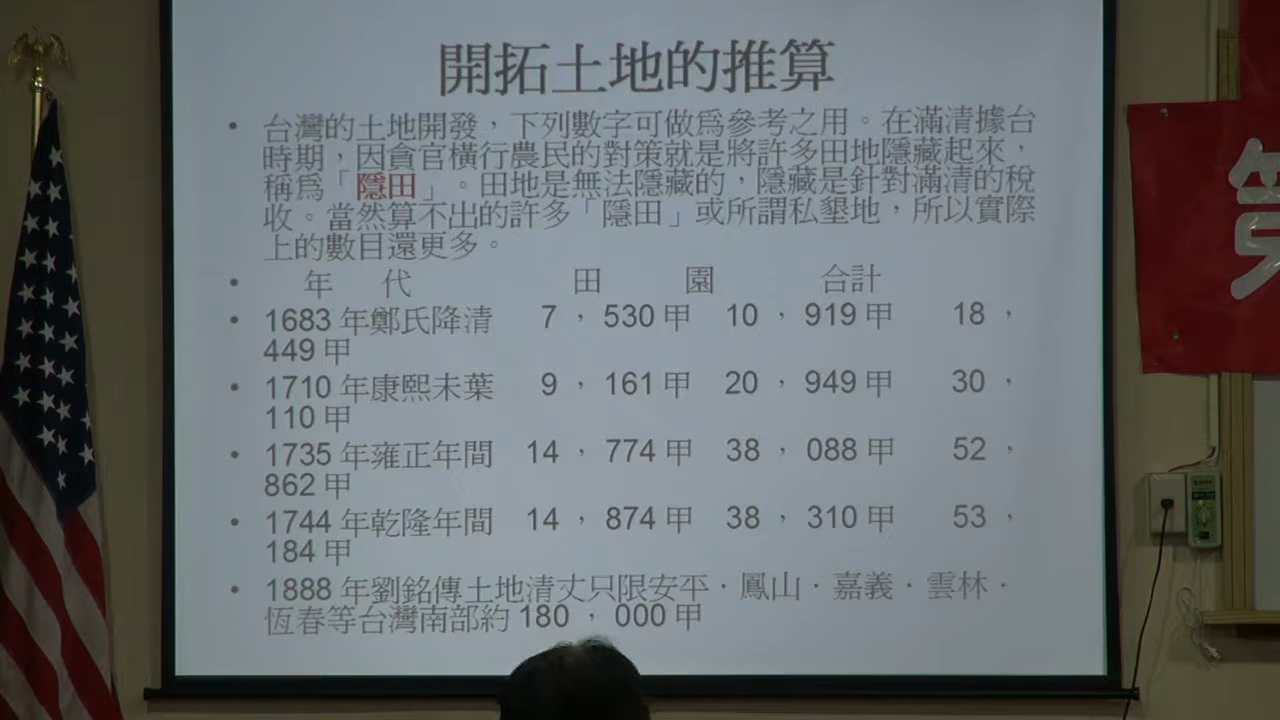 開拓土地的推算
• 台灣的土地開發，下列數字可做爲參考之用。在滿清據台
時期，因貪官橫行農民的對策就是將許多田地隱藏起來，
稱爲「隱田」。田地是無法隱藏的，隱藏是針對滿清的稅
收。當然算不出的許多「隱田」或所謂私墾地，所以實際
上的數目還更多。
• 年 代 田 園 合計
• 1683 年鄭氏降清 7 ， 530 甲 10 ， 919 甲 18 ，
449 甲
• 1710 年康熙未葉 9 ， 161 甲 20 ， 949 甲 30 ，
110 甲
• 1735 年雍正年間 14 ， 774 甲 38 ， 088 甲 52 ，
862 甲
• 1744 年乾隆年間 14 ， 874 甲 38 ， 310 甲 53 ，
184 甲
• 1888 年劉銘傳土地清丈只限安平．鳳山．嘉義．雲林．
恆春等台灣南部約 180 ， 000 甲
第